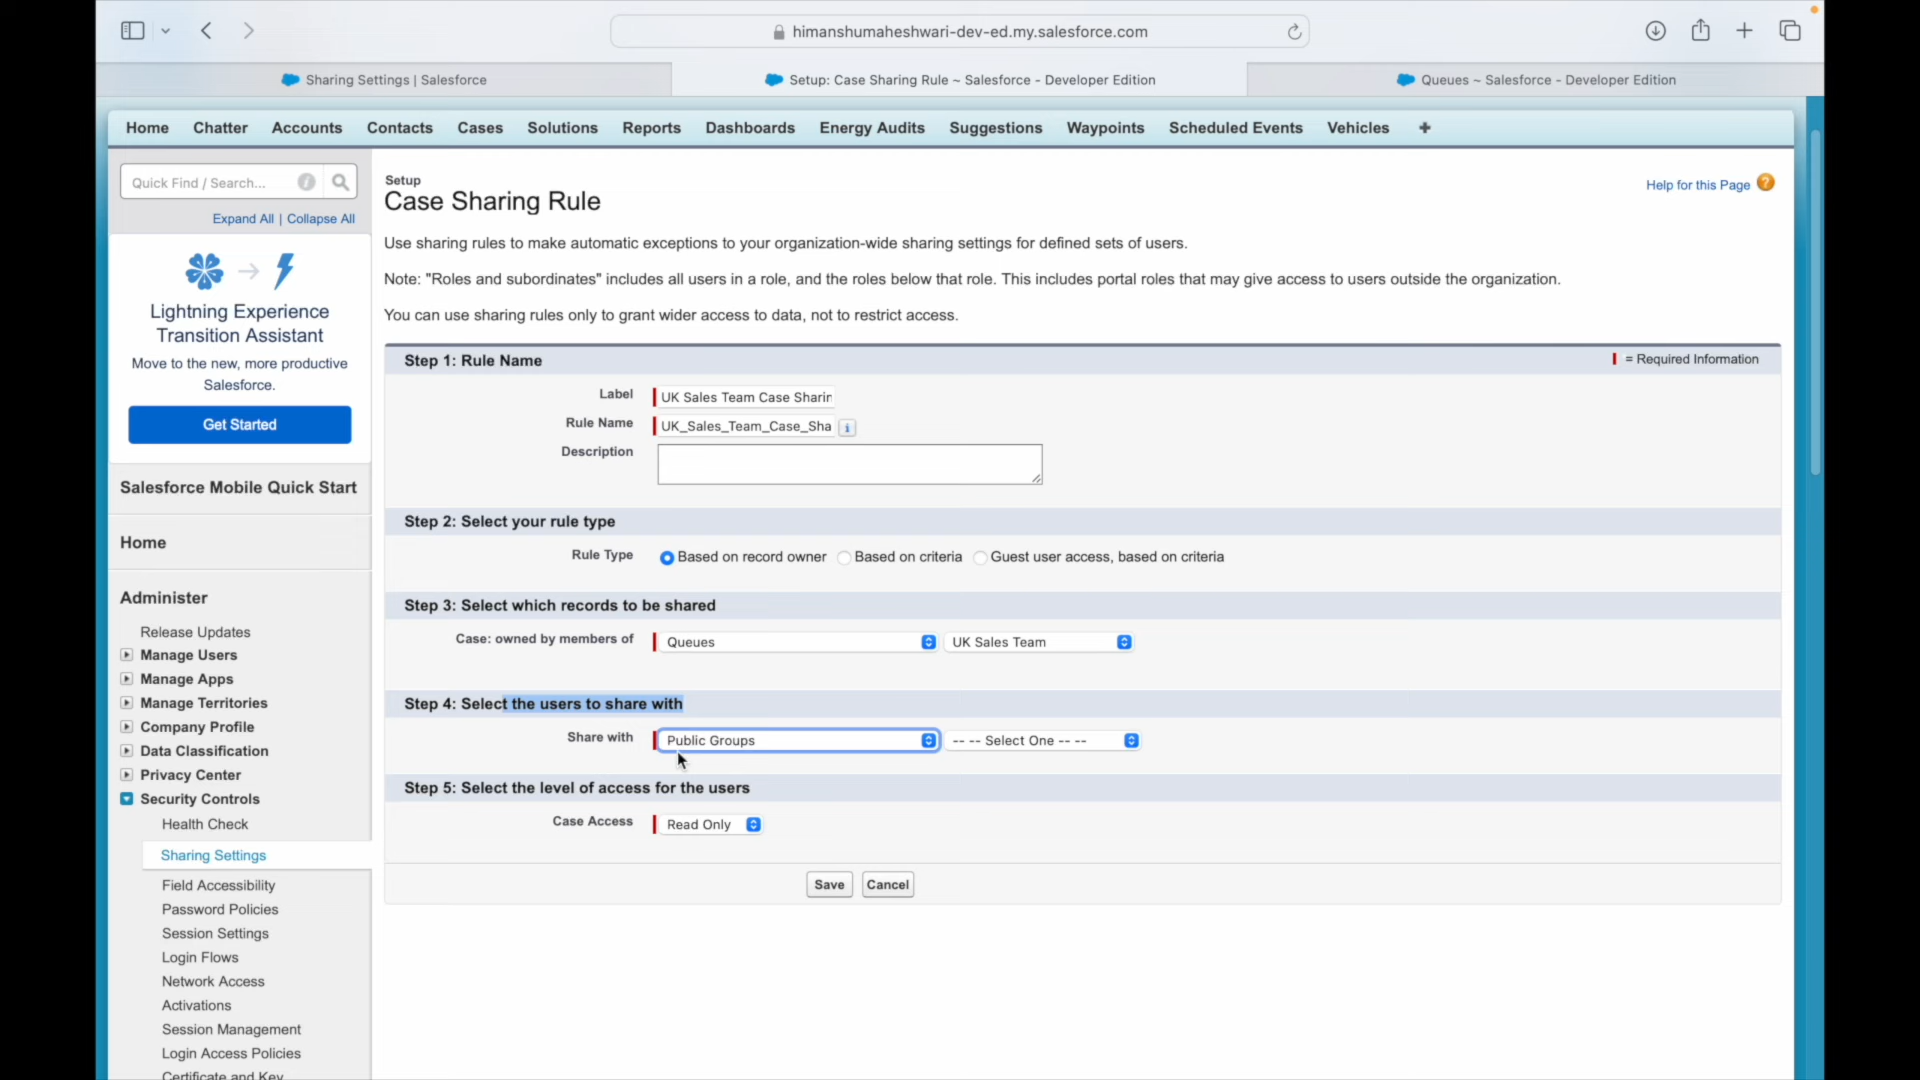 himanshumaheshwari-dev-ed.my.salesforce.com
Sharing Settings | Salesforce
Setup: Case Sharing Rule ~ Salesforce - Developer Edition
Queues ~ Salesforce - Developer Edition
Home Chatter Accounts Contacts Cases Solutions Reports Dashboards Energy Audits Suggestions Waypoints Scheduled Events Vehicles +
Quick Find / Search...
Expand All | Collapse All
Lightning Experience
Transition Assistant
Move to the new, more productive
Salesforce.
Get Started
Salesforce Mobile Quick Start
Home
Administer
Release Updates
Manage Users
Manage Apps
Manage Territories
Company Profile
Data Classification
Privacy Center
Security Controls
Health Check
Sharing Settings
Field Accessibility
Password Policies
Session Settings
Login Flows
Network Access
Activations
Session Management
Login Access Policies
Certificate and Key
Setup
Case Sharing Rule
Help for this Page ?
Use sharing rules to make automatic exceptions to your organization-wide sharing settings for defined sets of users.
Note: "Roles and subordinates" includes all users in a role, and the roles below that role. This includes portal roles that may give access to users outside the organization.
You can use sharing rules only to grant wider access to data, not to restrict access.
Step 1: Rule Name
= Required Information
Label UK Sales Team Case Sharin
Rule Name UK_Sales_Team_Case_Sha i
Description
Step 2: Select your rule type
Rule Type Based on record owner Based on criteria Guest user access, based on criteria
Step 3: Select which records to be shared
Case: owned by members of Queues UK Sales Team
Step 4: Select the users to share with
Share with Public Groups -- -- Select One -- --
Step 5: Select the level of access for the users
Case Access Read Only
Save Cancel